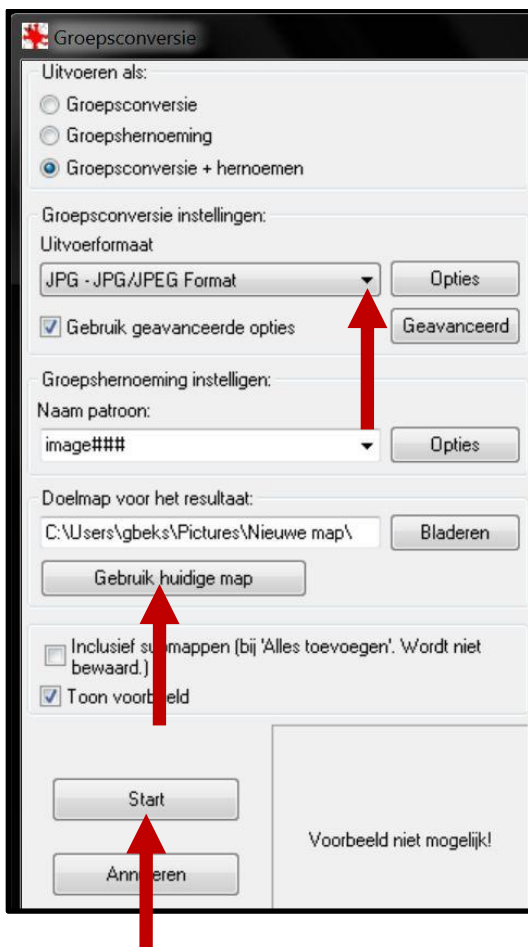 Groepsconversie
Uitvoeren als:
Groepsconversie
Groepshernoeming
Groepsconversie + hernoemen
Groepsconversie instellingen:
Uitvoerformaat
JPG - JPG/JPEG Format
Opties
Gebruik geavanceerde opties
Geavanceerd
Groepshernoeming instelligen:
Naam patroon:
image###
Opties
Doelmap voor het resultaat:
C:\Users\gbeks\Pictures\Nieuwe map\
Bladeren
Gebruik huidige map
Inclusief submappen (bij 'Alles toevoegen'. Wordt niet
bewaard.)
Toon voorbeeld
Start
Voorbeeld niet mogelijk!
Annuleren